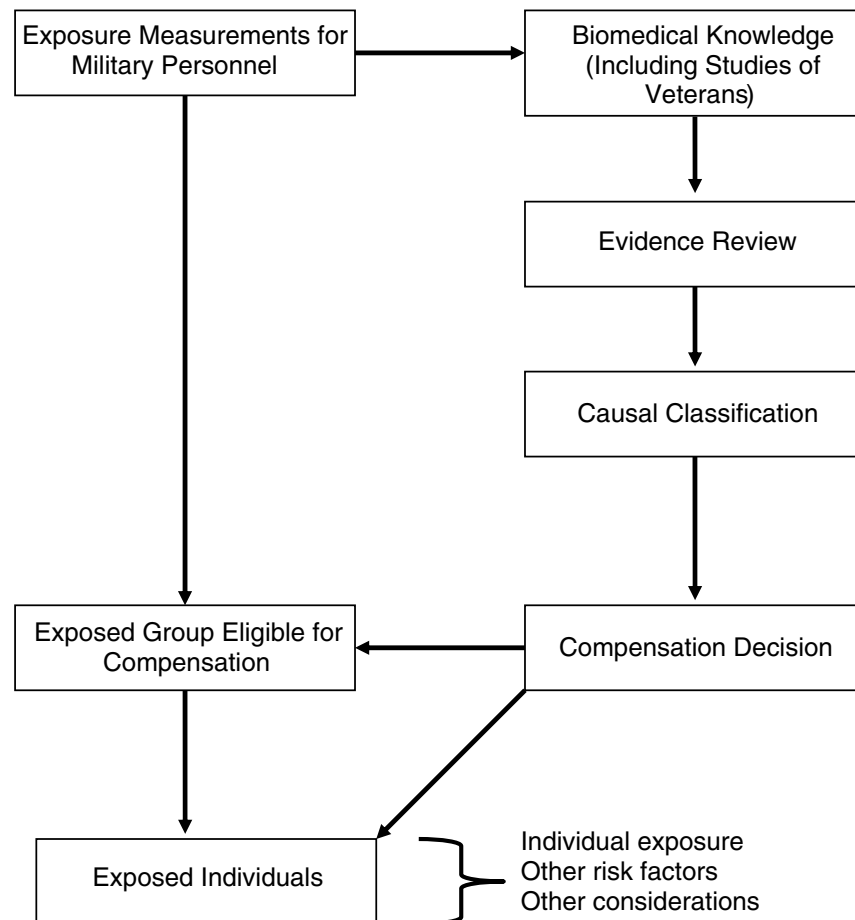 Exposure Measurements for
Military Personnel
Biomedical Knowledge
(Including Studies of
Veterans)
Evidence Review
Causal Classification
Exposed Group Eligible for
Compensation
Compensation Decision
Exposed Individuals
Individual exposure
Other risk factors
Other considerations